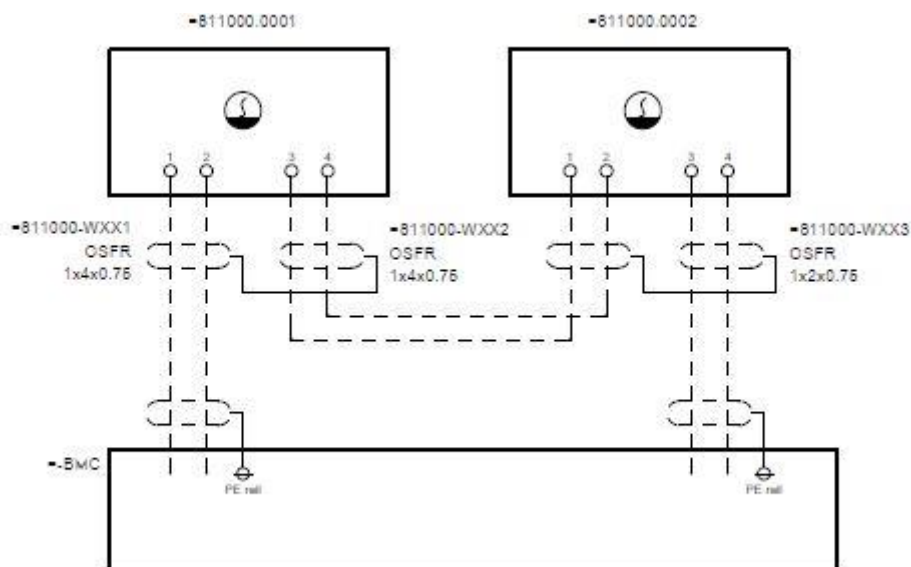 =811000.0001
=811000.0002
1 2 3 4
1 2 3 4
=811000-WXX1
OSFR
1x4x0.75
=811000-WXX2
OSFR
1x4x0.75
=811000-WXX3
OSFR
1x2x0.75
=-BMC
PE rail
PE rail